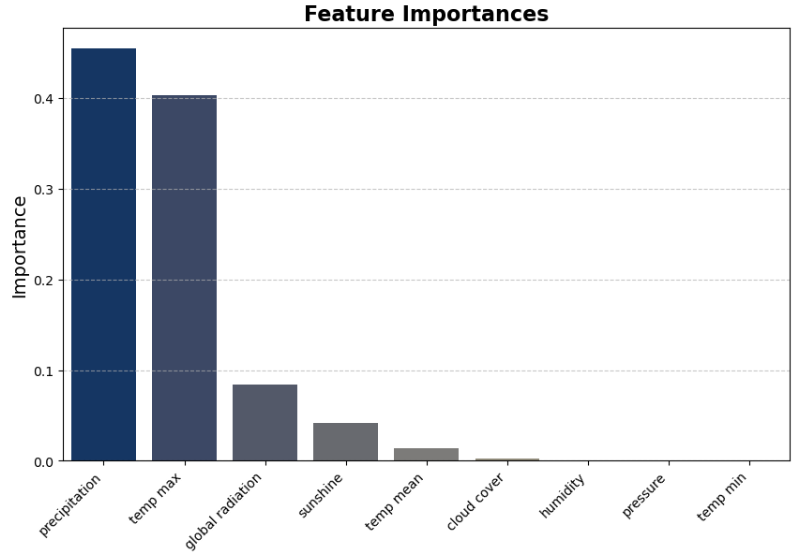 Feature Importances
Importance
0.4
0.3
0.2
0.1
0.0
precipitation
temp max
global radiation
sunshine
temp mean
cloud cover
humidity
pressure
temp min